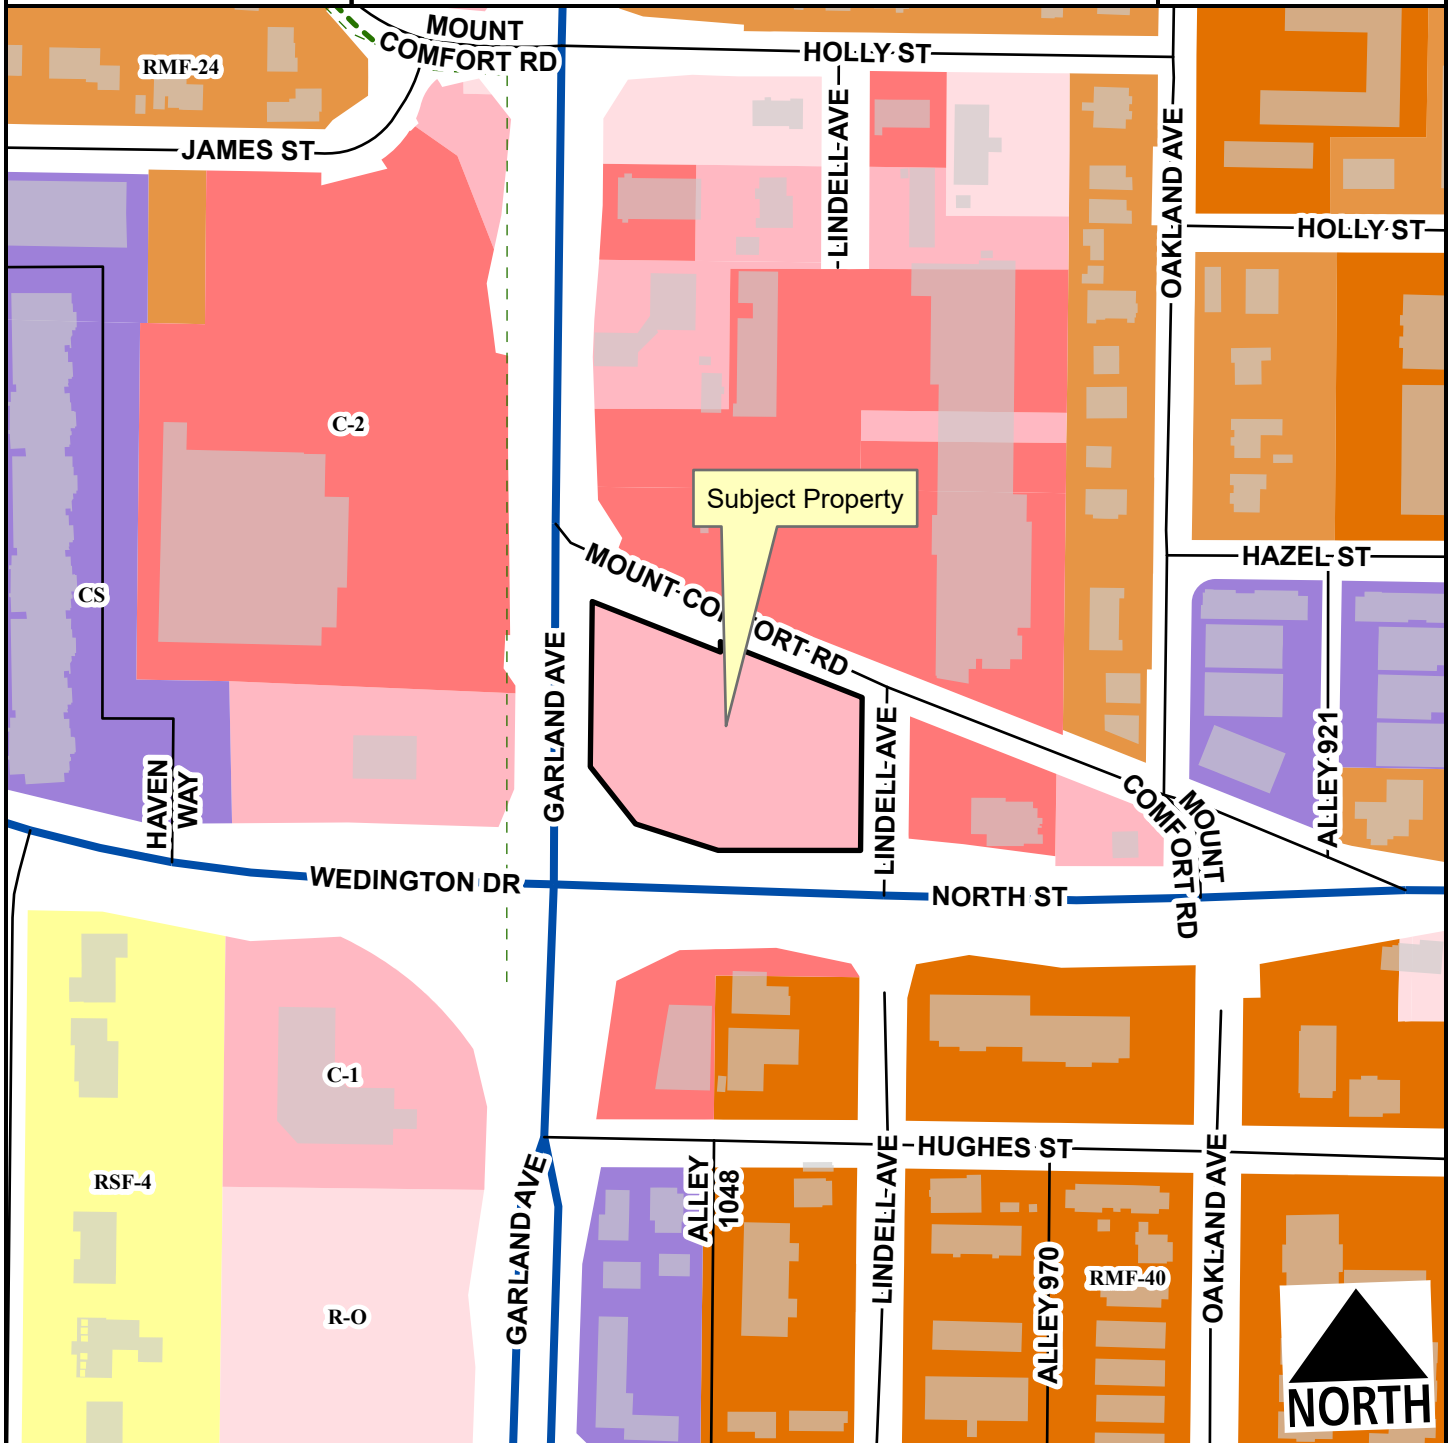 MOUNT
COMFORT RD
HOLLY ST
RMF-24
LINDELL AVE
OAKLAND AVE
JAMES ST
HOLLY ST
C-2
Subject Property
MOUNT COMFORT RD
HAZEL ST
CS
GARLAND AVE
LINDELL AVE
ALLEY 921
HAVEN
WAY
MOUNT
COMFORT RD
WEDINGTON DR
NORTH ST
C-1
HUGHES ST
RSF-4
ALLEY
1048
GARLAND AVE
LINDELL AVE
OAKLAND AVE
RMF-40
ALLEY 970
R-O
NORTH